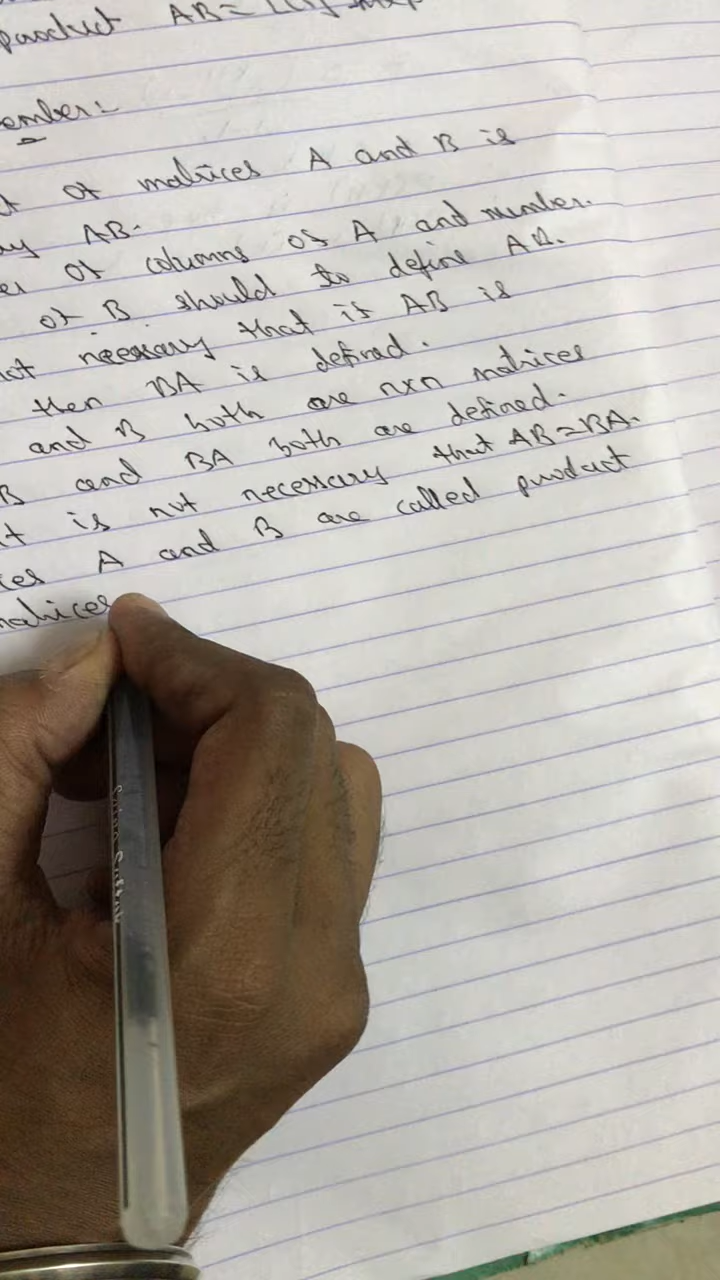 product AB=
ember:
of matrices A and B is
AB.
of columns of A and number.
of B should to define AB.
not necessary that if AB is
then BA is defined.
and B both are nxn matrices
B and BA both are defined.
is not necessary that AB=BA.
A and B are called product
matrices